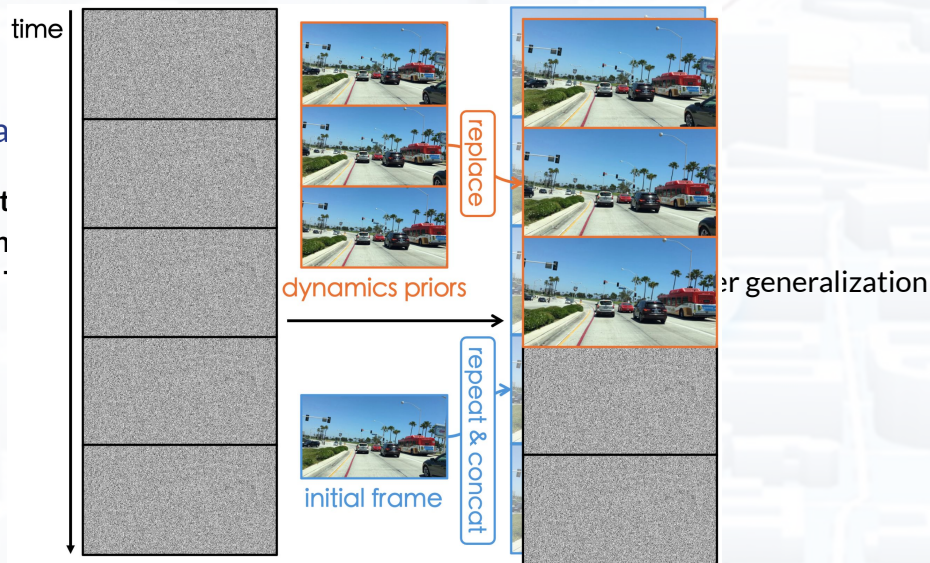 time
replace
dynamics priors
er generalization
repeat & concat
initial frame